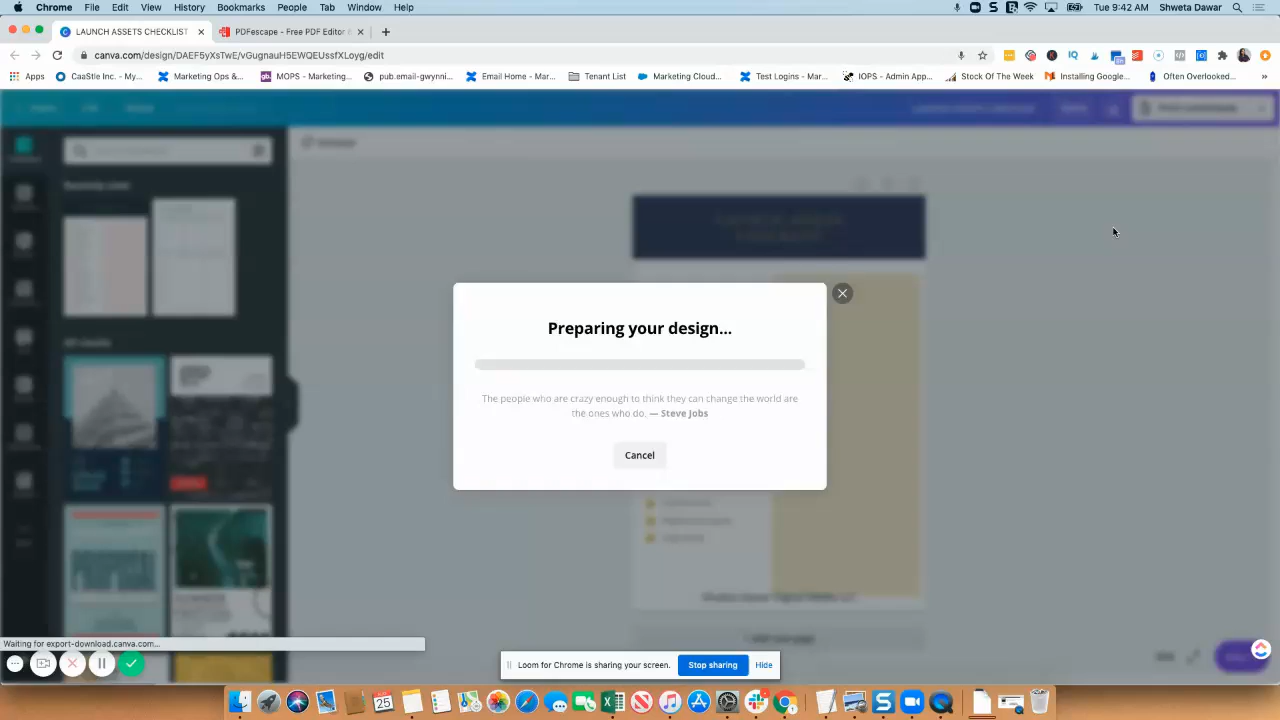 Chrome File Edit View History Bookmarks People Tab Window Help Tue 9:42 AM Shweta Dawar
LAUNCH ASSETS CHECKLIST PDFescape - Free PDF Editor
canva.com/design/DAEF5yXsTwE/vGugnauH5EWOEUssfXLoyg/edit
Apps CaaStle Inc. - My... Marketing Ops &... MOPS - Marketing... pub.email-gwynni... Email Home - Mar... Tenant List Marketing Cloud... Test Logins - Mar... IOPS - Admin App... Stock Of The Week Installing Google... Often Overlooked...
LAUNCH ASSETS
CHECKLIST
Preparing your design...
The people who are crazy enough to think they can change the world are
the ones who do. — Steve Jobs
Cancel
Waiting for export-download.canva.com...
Loom for Chrome is sharing your screen. Stop sharing Hide